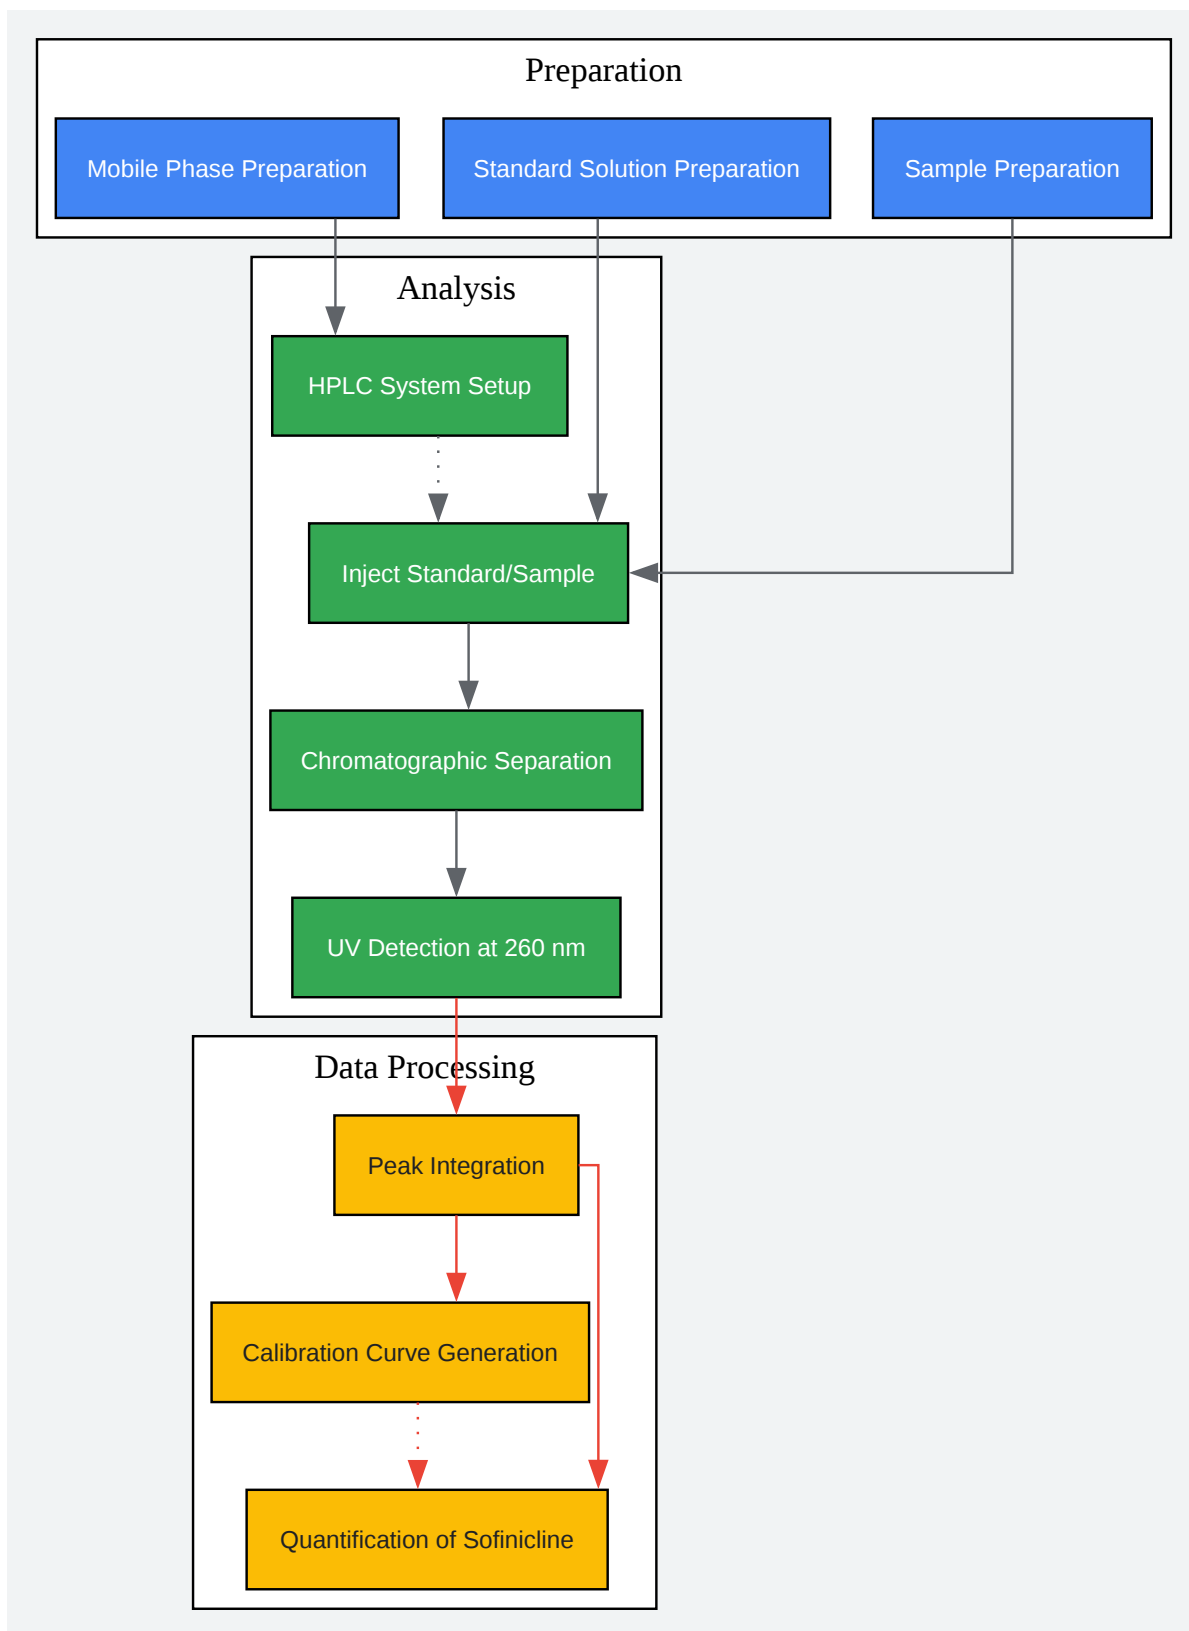 Preparation
Mobile Phase Preparation
Standard Solution Preparation
Sample Preparation
Analysis
HPLC System Setup
Inject Standard/Sample
Chromatographic Separation
UV Detection at 260 nm
Data Processing
Peak Integration
Calibration Curve Generation
Quantification of Sofinicline